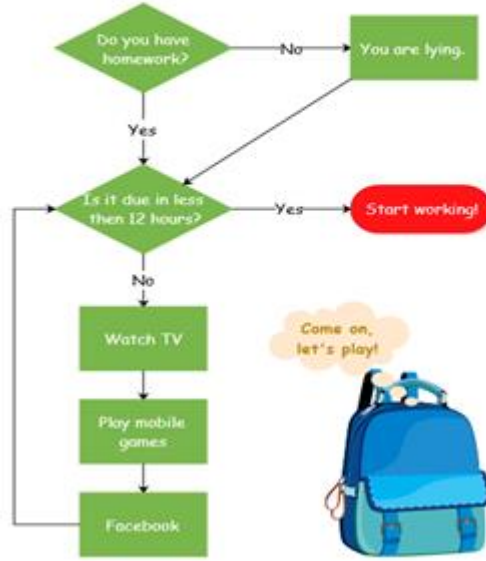 Do you have
homework?
No
You are lying.
Yes
Is it due in less
then 12 hours?
Yes
Start working!
No
Watch TV
Come on,
let's play!
Play mobile
games
Facebook